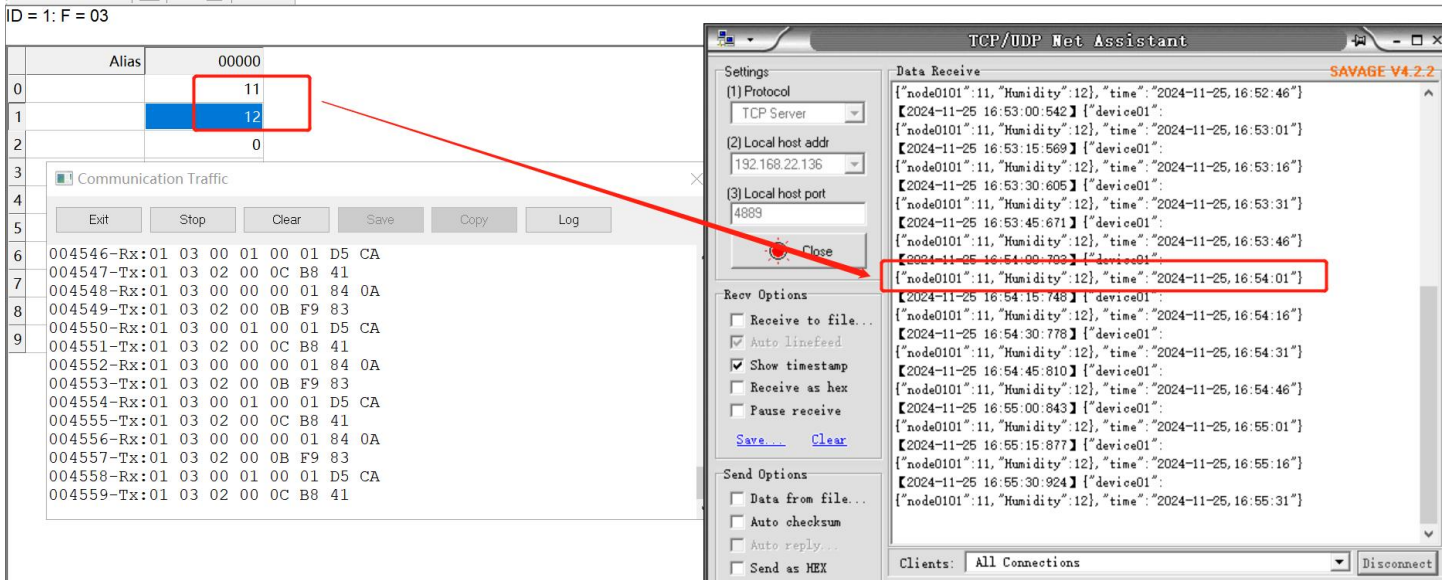 ID = 1: F = 03
Alias 00000
0 11
1 12
2 0
3
4
5
6
7
8
9
Communication Traffic
Exit Stop Clear Save Copy Log
004546-Rx:01 03 00 01 00 01 D5 CA
004547-Tx:01 03 02 00 0C B8 41
004548-Rx:01 03 00 00 00 01 84 0A
004549-Tx:01 03 02 00 0B F9 83
004550-Rx:01 03 00 01 00 01 D5 CA
004551-Tx:01 03 02 00 0C B8 41
004552-Rx:01 03 00 00 00 01 84 0A
004553-Tx:01 03 02 00 0B F9 83
004554-Rx:01 03 00 01 00 01 D5 CA
004555-Tx:01 03 02 00 0C B8 41
004556-Rx:01 03 00 00 00 01 84 0A
004557-Tx:01 03 02 00 0B F9 83
004558-Rx:01 03 00 01 00 01 D5 CA
004559-Tx:01 03 02 00 0C B8 41
TCP/UDP Net Assistant
Settings
(1) Protocol
TCP Server
(2) Local host addr
192.168.22.136
(3) Local host port
4889
Close
Recv Options
Receive to file...
Auto linefeed
Show timestamp
Receive as hex
Pause receive
Save... Clear
Send Options
Data from file...
Auto checksum
Auto reply...
Send as HEX
Data Receive
SAVAGE V4.2.2
{"node0101":11,"Humidity":12},"time":"2024-11-25,16:52:46"}
【2024-11-25 16:53:00:542】{"device01":
{"node0101":11,"Humidity":12},"time":"2024-11-25,16:53:01"}
【2024-11-25 16:53:15:569】{"device01":
{"node0101":11,"Humidity":12},"time":"2024-11-25,16:53:16"}
【2024-11-25 16:53:30:605】{"device01":
{"node0101":11,"Humidity":12},"time":"2024-11-25,16:53:31"}
【2024-11-25 16:53:45:671】{"device01":
{"node0101":11,"Humidity":12},"time":"2024-11-25,16:53:46"}
【2024-11-25 16:54:00:703】{"device01":
{"node0101":11,"Humidity":12},"time":"2024-11-25,16:54:01"}
【2024-11-25 16:54:15:748】{"device01":
{"node0101":11,"Humidity":12},"time":"2024-11-25,16:54:16"}
【2024-11-25 16:54:30:778】{"device01":
{"node0101":11,"Humidity":12},"time":"2024-11-25,16:54:31"}
【2024-11-25 16:54:45:810】{"device01":
{"node0101":11,"Humidity":12},"time":"2024-11-25,16:54:46"}
【2024-11-25 16:55:00:843】{"device01":
{"node0101":11,"Humidity":12},"time":"2024-11-25,16:55:01"}
【2024-11-25 16:55:15:877】{"device01":
{"node0101":11,"Humidity":12},"time":"2024-11-25,16:55:16"}
【2024-11-25 16:55:30:924】{"device01":
{"node0101":11,"Humidity":12},"time":"2024-11-25,16:55:31"}
Clients: All Connections Disconnect